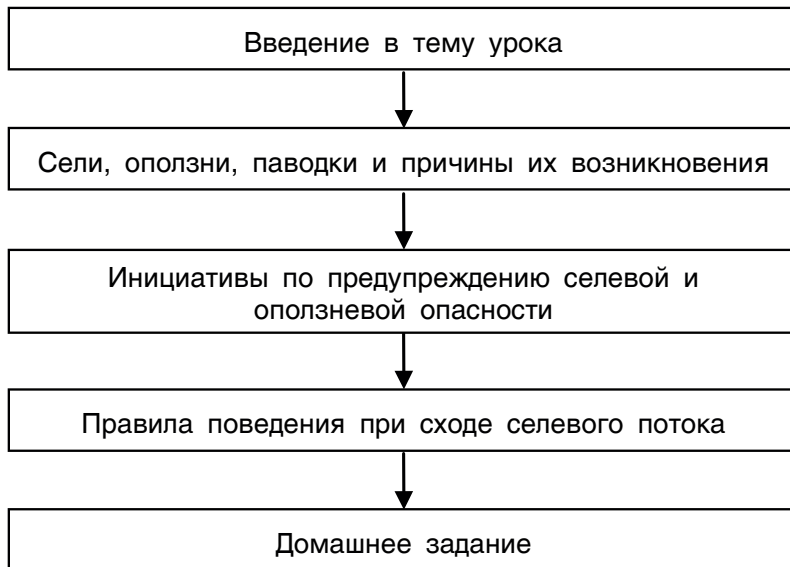 Введение в тему урока
Сели, оползни, паводки и причины их возникновения
Инициативы по предупреждению селевой и
оползневой опасности
Правила поведения при сходе селевого потока
Домашнее задание